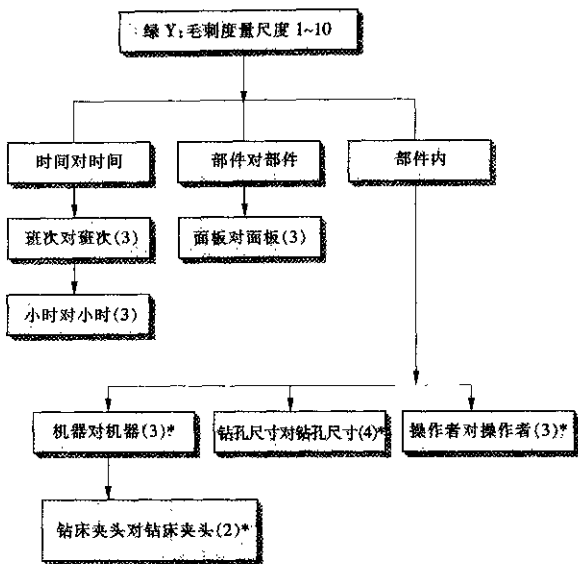 绿 Y:毛刺度量尺度 1~10
时间对时间
部件对部件
部件内
班次对班次(3)
面板对面板(3)
小时对小时(3)
机器对机器(3)*
钻孔尺寸对钻孔尺寸(4)*
操作者对操作者(3)*
钻床夹头对钻床夹头(2)*